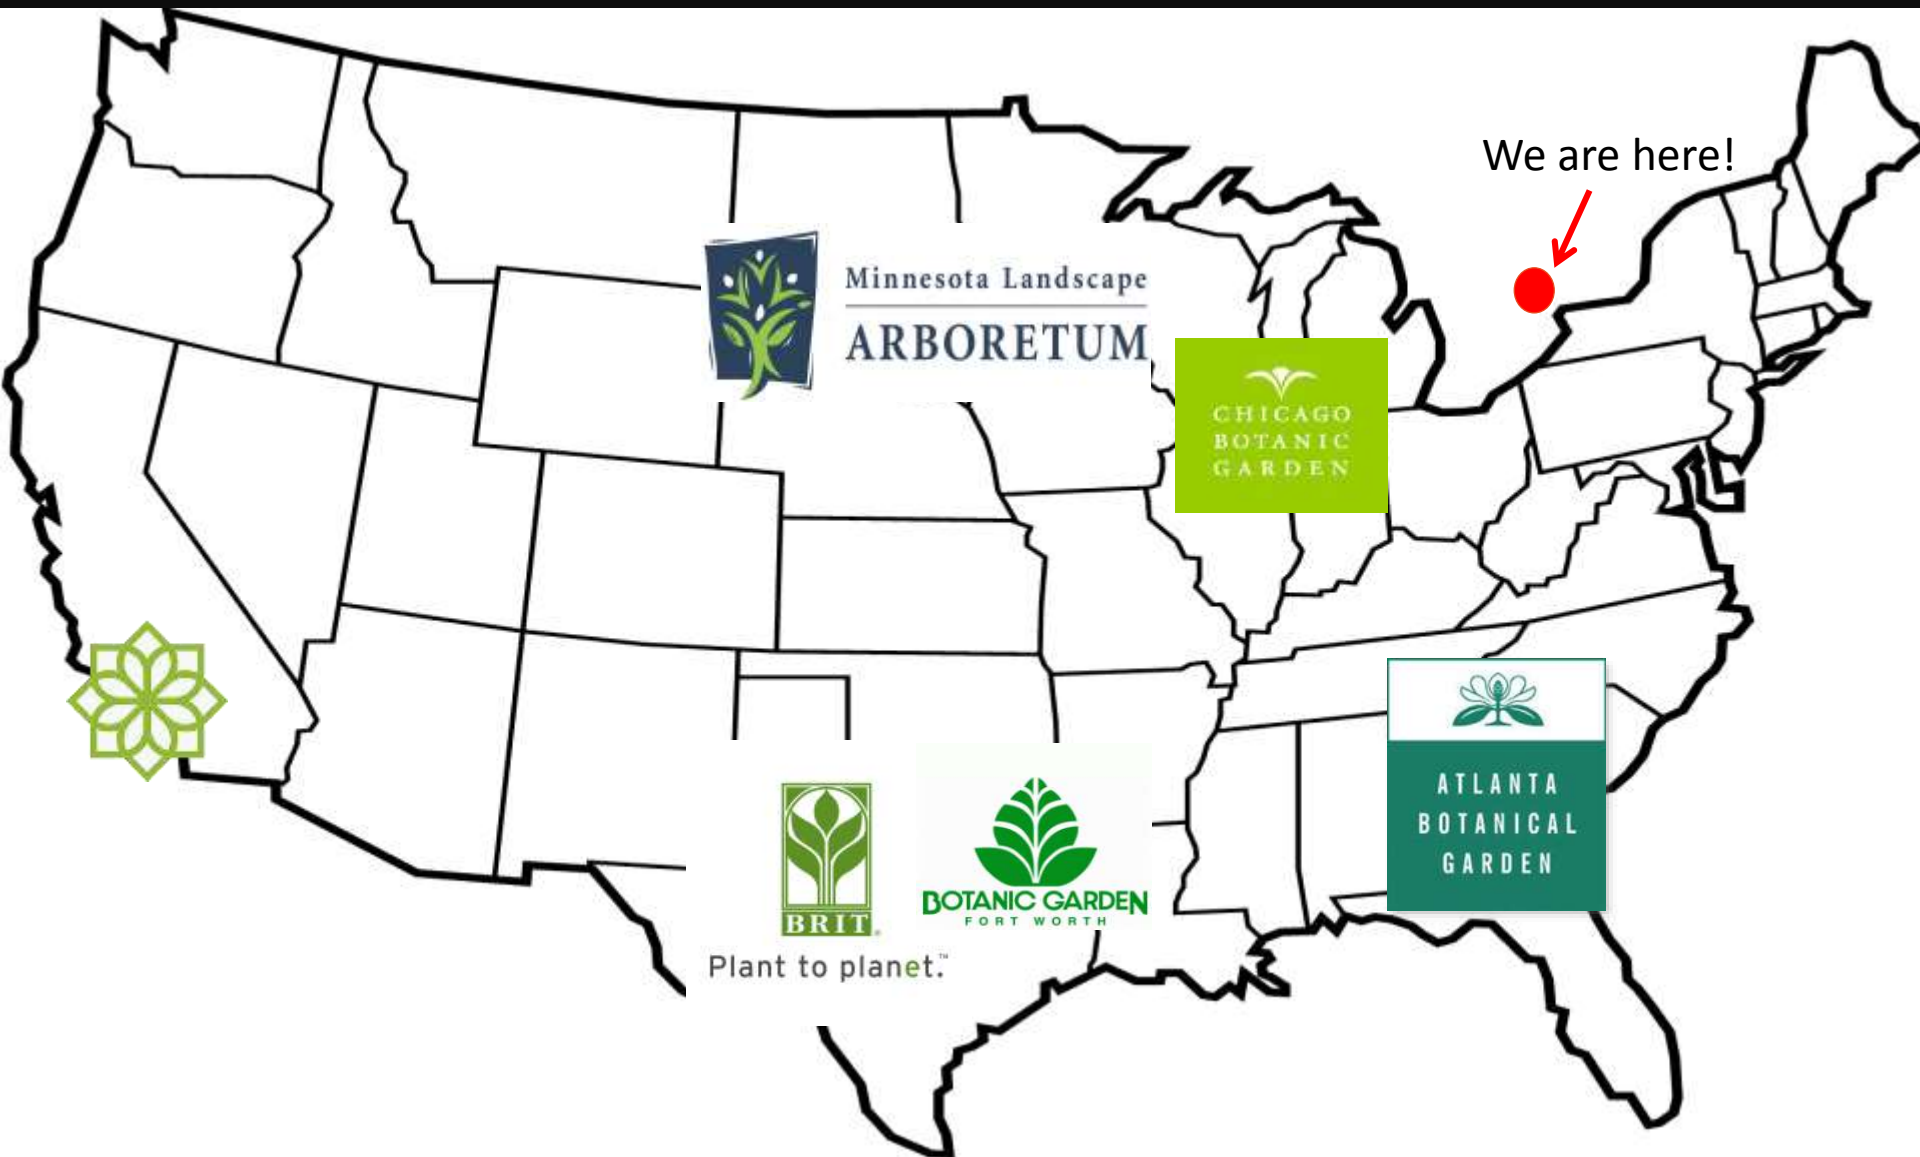 We are here!
Minnesota Landscape
ARBORETUM
CHICAGO
BOTANIC
GARDEN
ATLANTA
BOTANICAL
GARDEN
BRIT®
Plant to planet.™
BOTANIC GARDEN
FORT WORTH